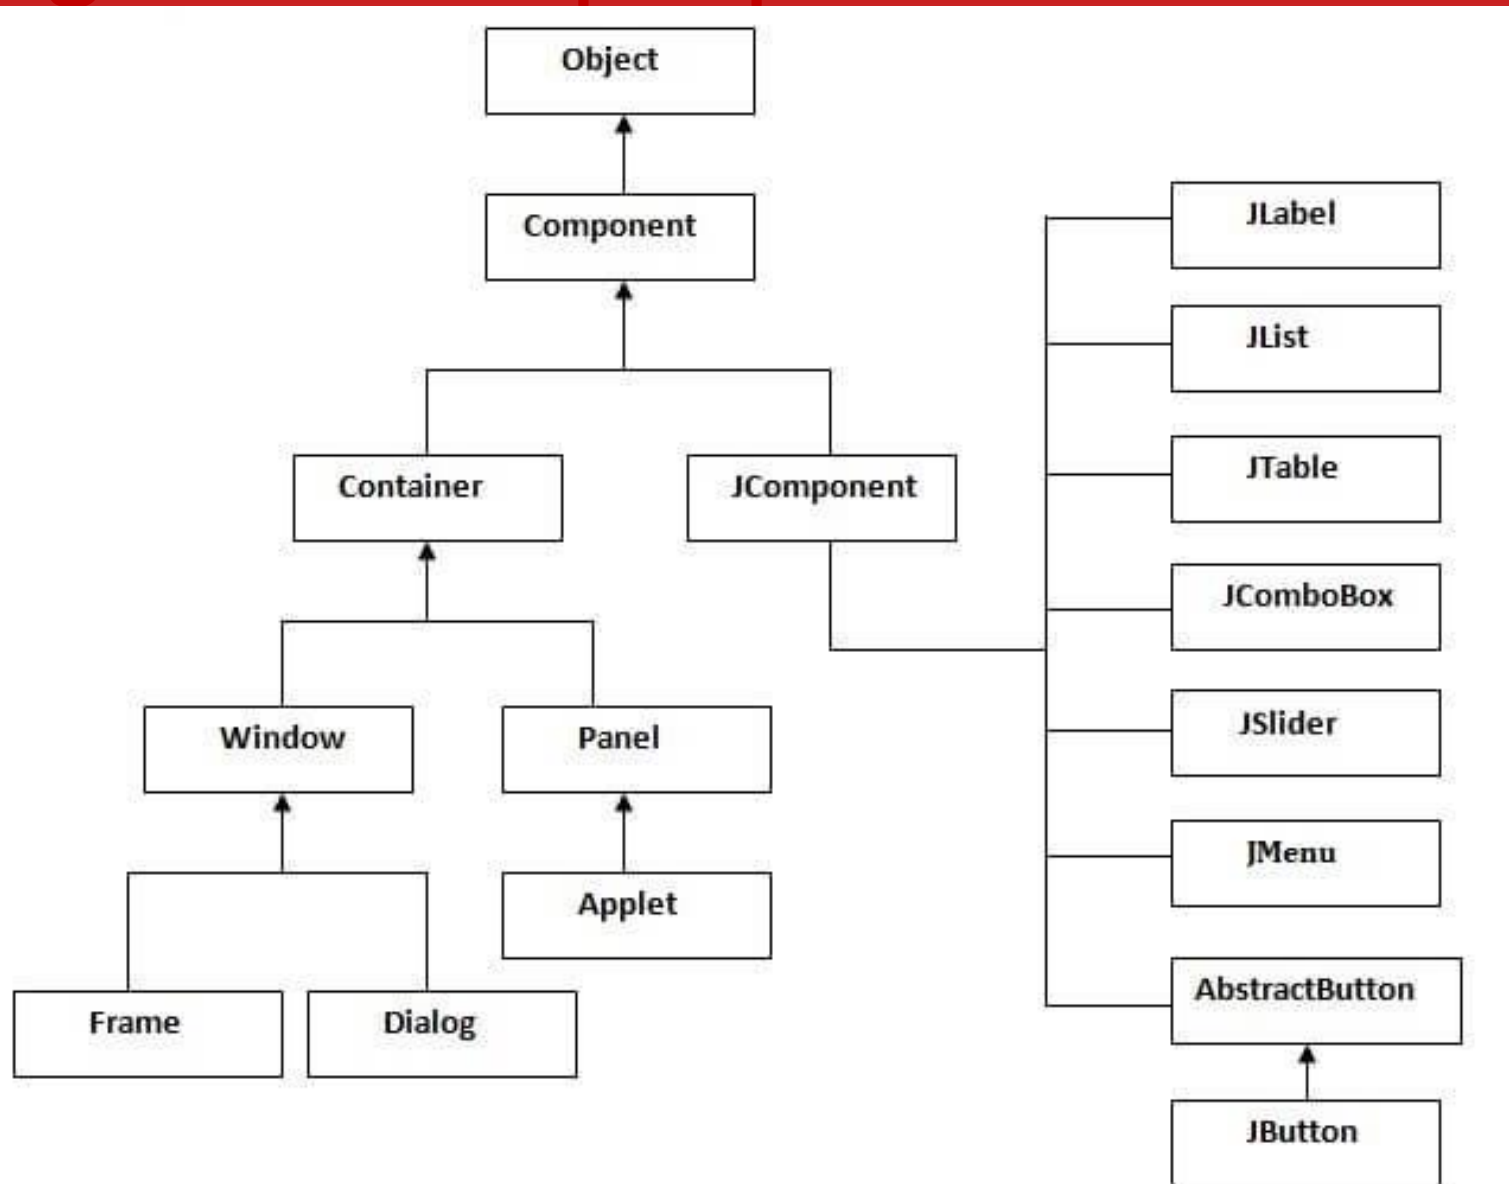 Object
Component
Container
JComponent
Window
Panel
Applet
Frame
Dialog
JLabel
JList
JTable
JComboBox
JSlider
JMenu
AbstractButton
JButton